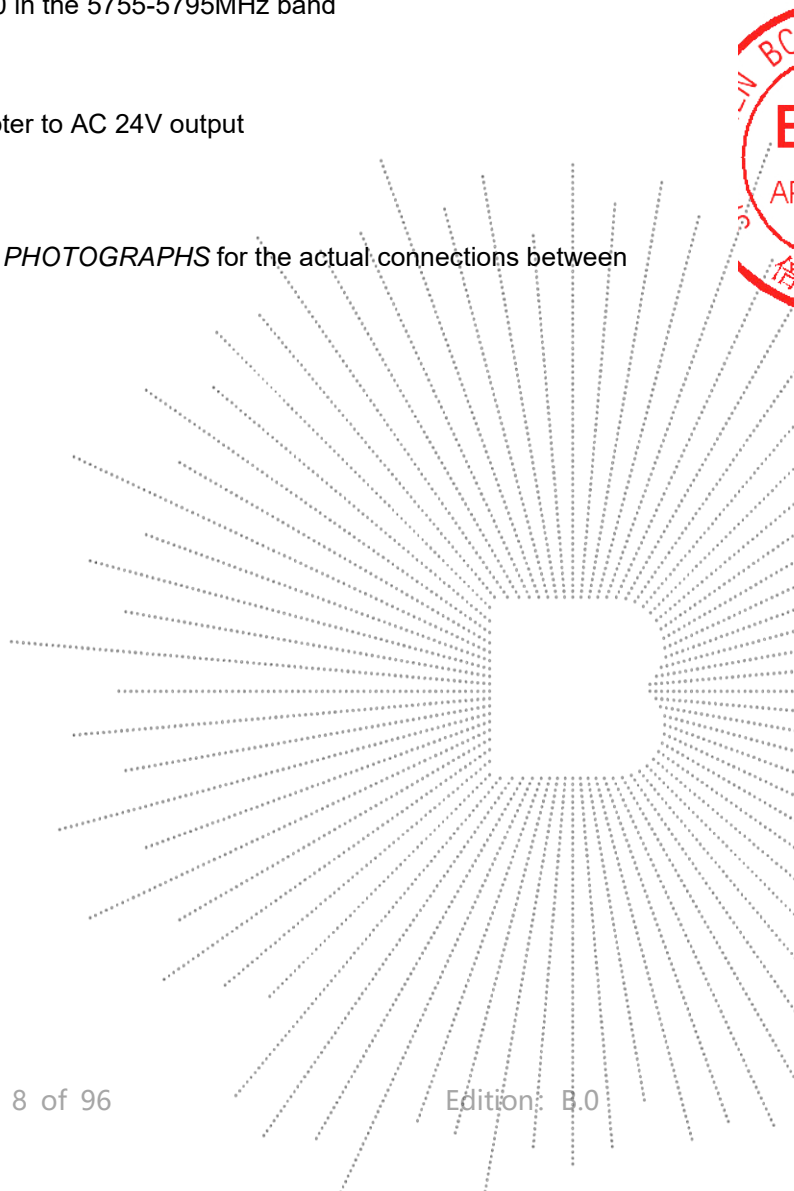 0 in the 5755-5795MHz band
oter to AC 24V output
PHOTOGRAPHS for the actual connections between
8 of 96
Edition: B.0